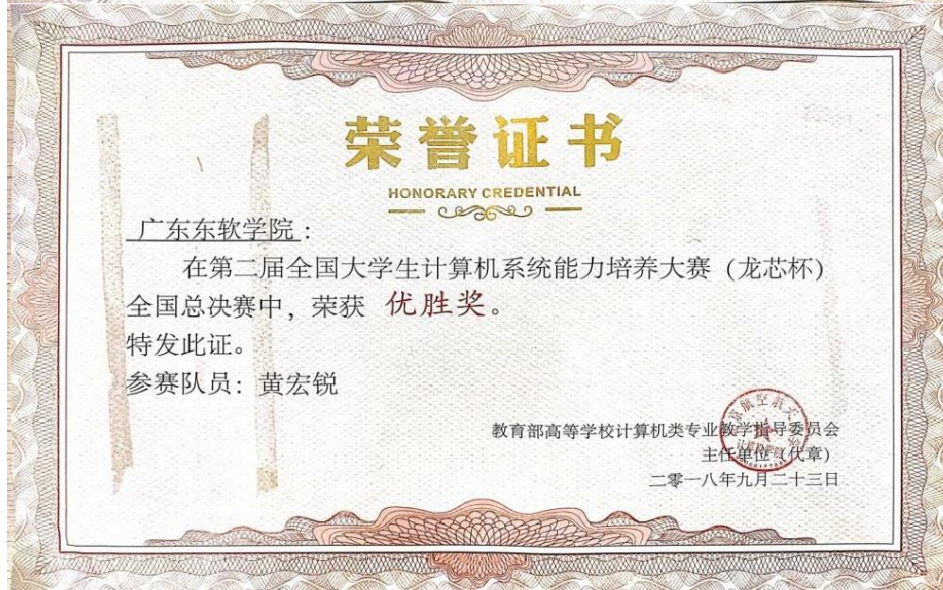 荣誉证书
HONORARY CREDENTIAL
广东东软学院：
在第二届全国大学生计算机系统能力培养大赛（龙芯杯）
全国总决赛中，荣获 优胜奖。
特发此证。
参赛队员：黄宏锐
教育部高等学校计算机类专业教学指导委员会
主任单位（代章）
二零一八年九月二十三日